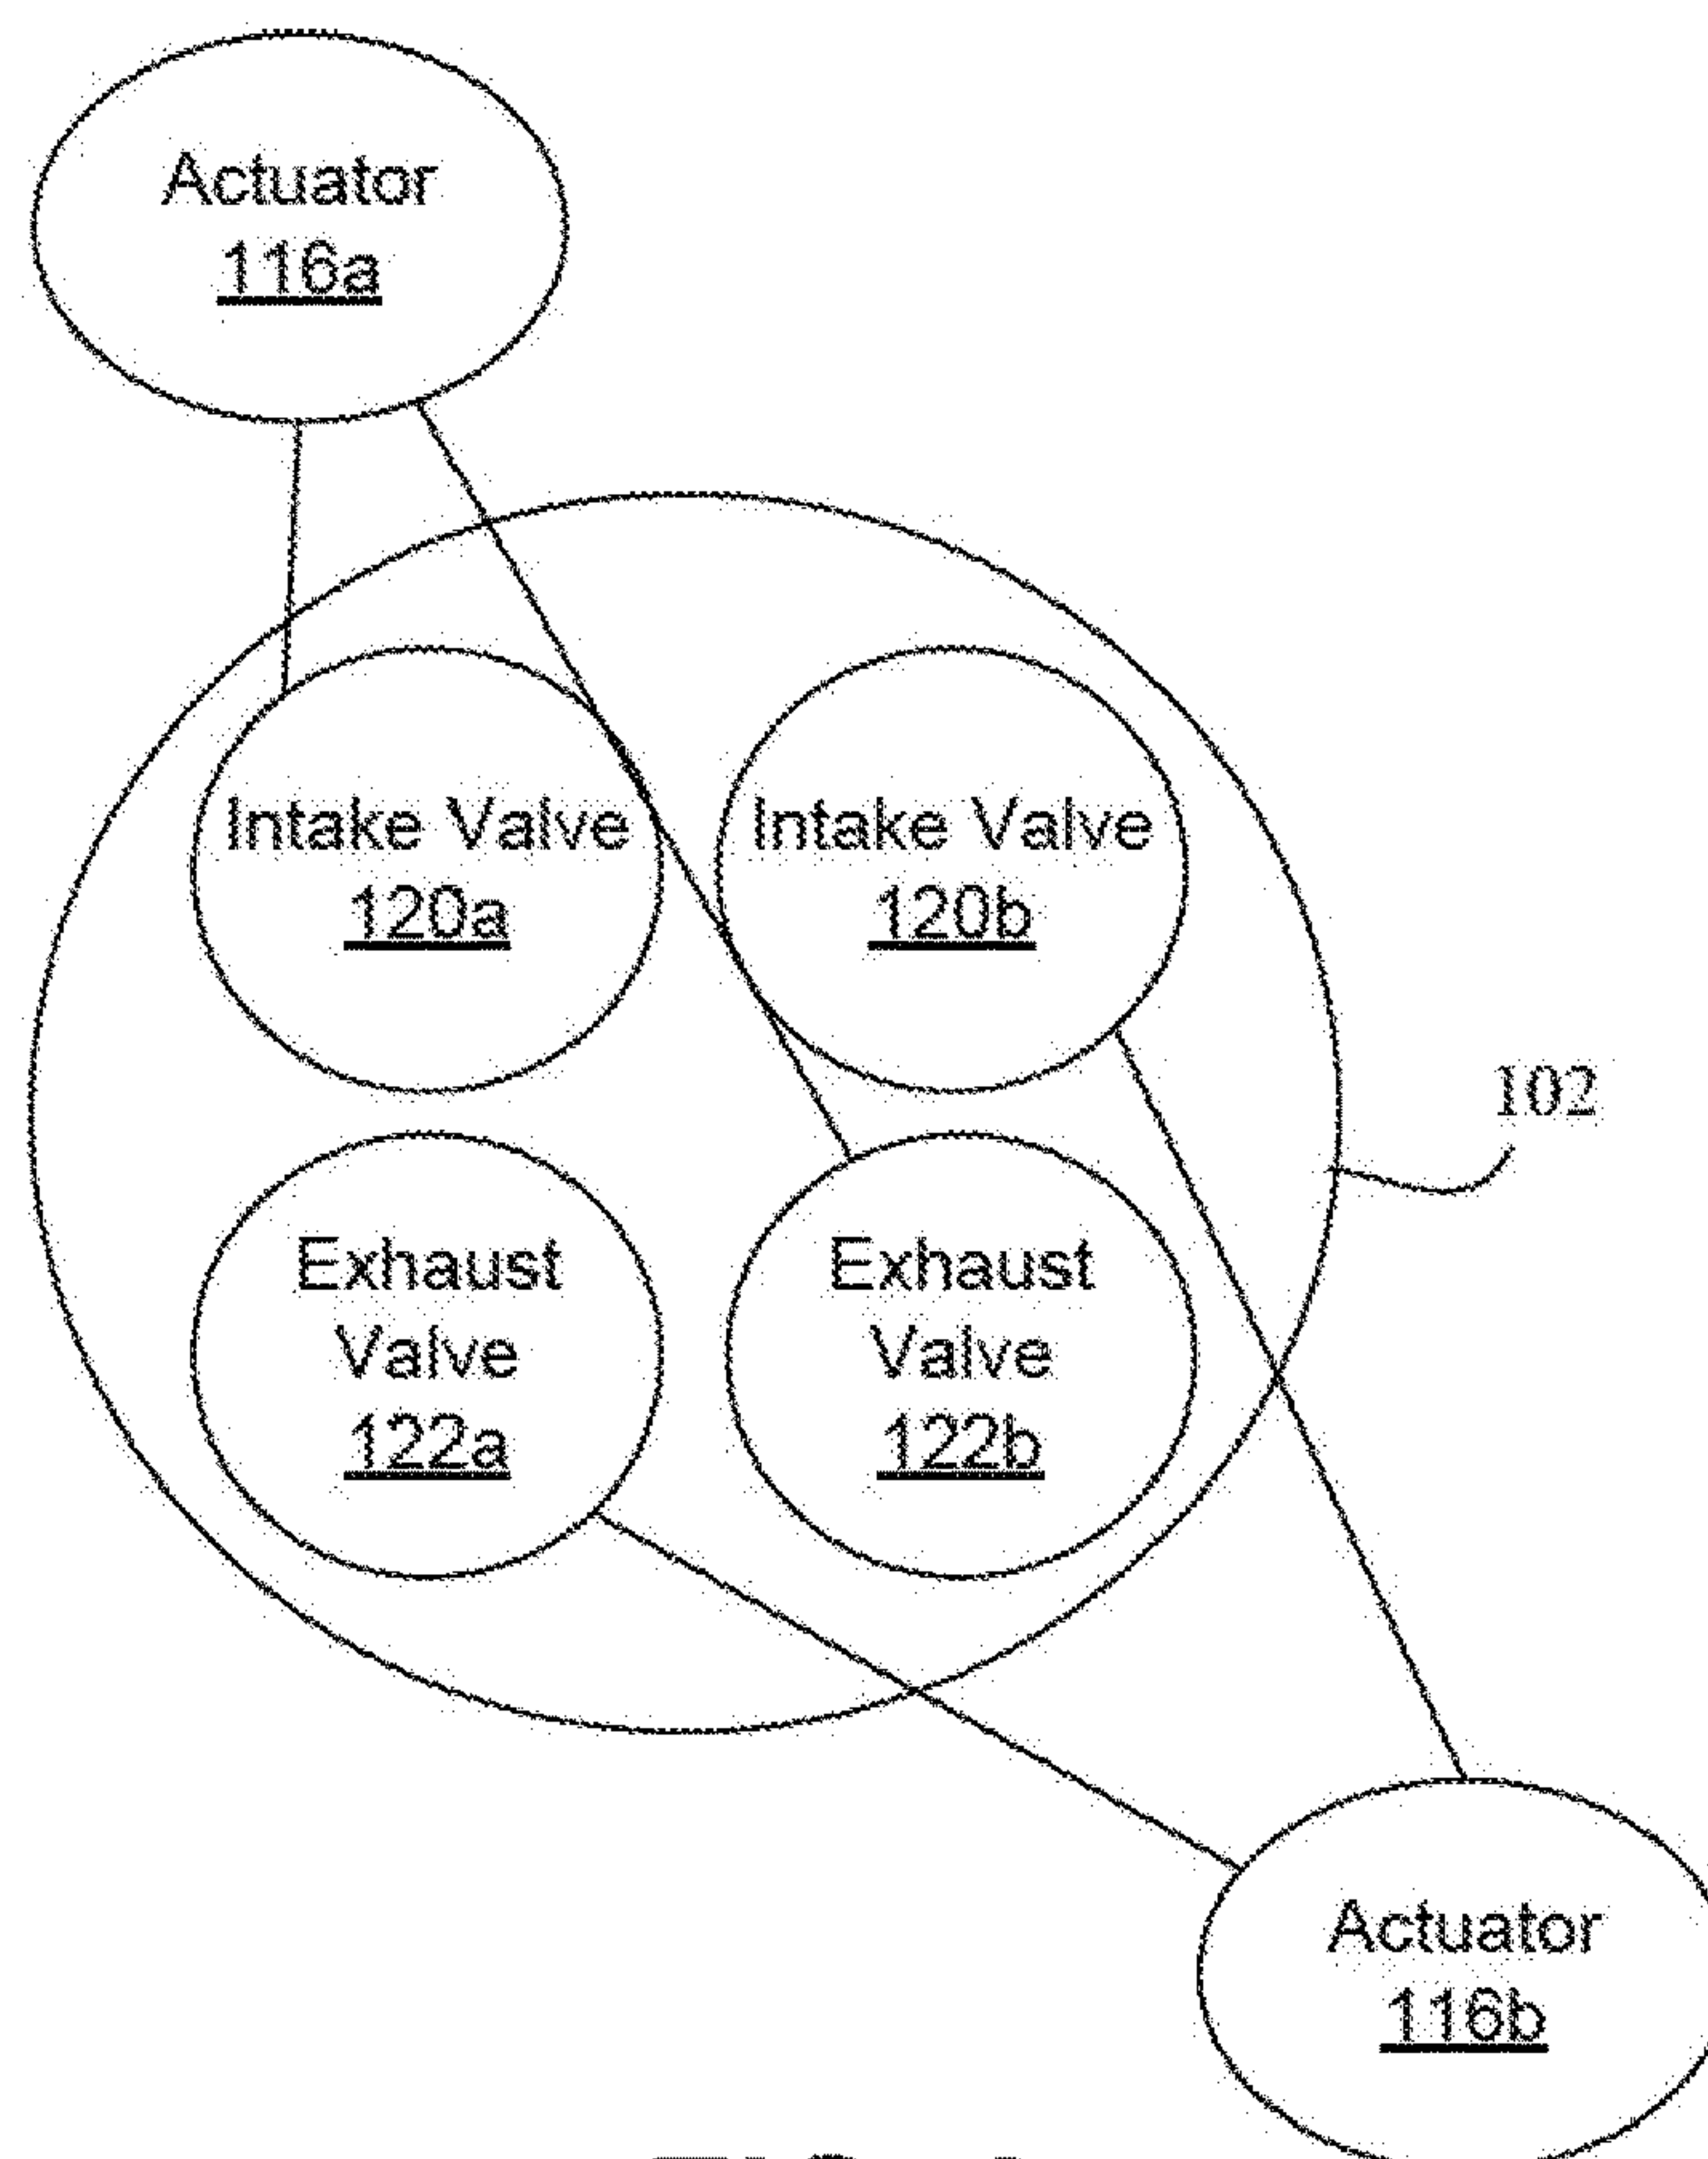 Actuator
116a
Intake Valve
120a
Intake Valve
120b
102
Exhaust
Valve
122a
Exhaust
Valve
122b
Actuator
116b